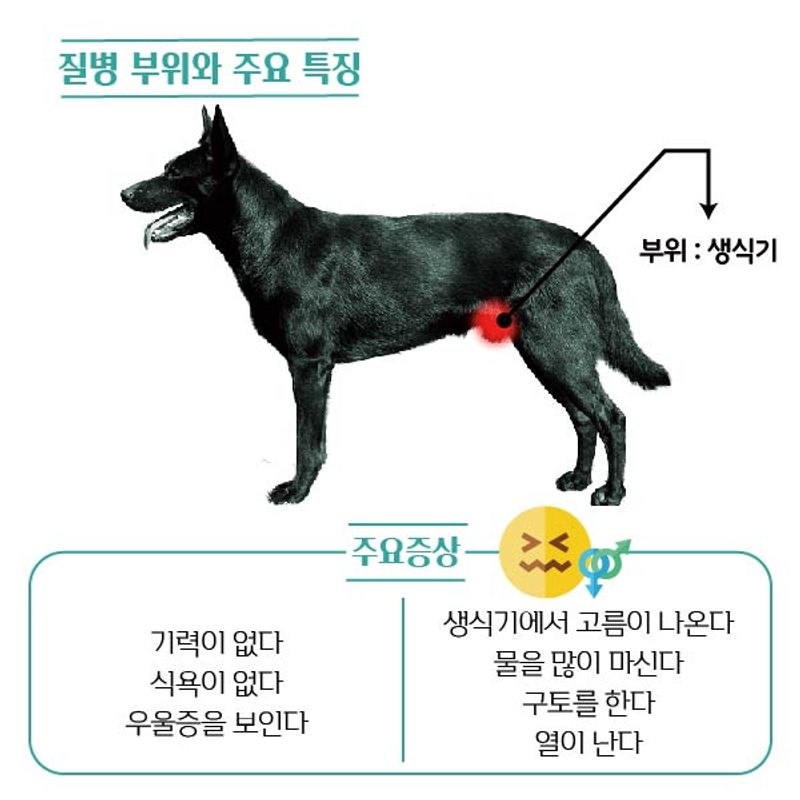 질병 부위와 주요 특징
부위 : 생식기
주요증상
기력이 없다
식욕이 없다
우울증을 보인다
생식기에서 고름이 나온다
물을 많이 마신다
구토를 한다
열이 난다